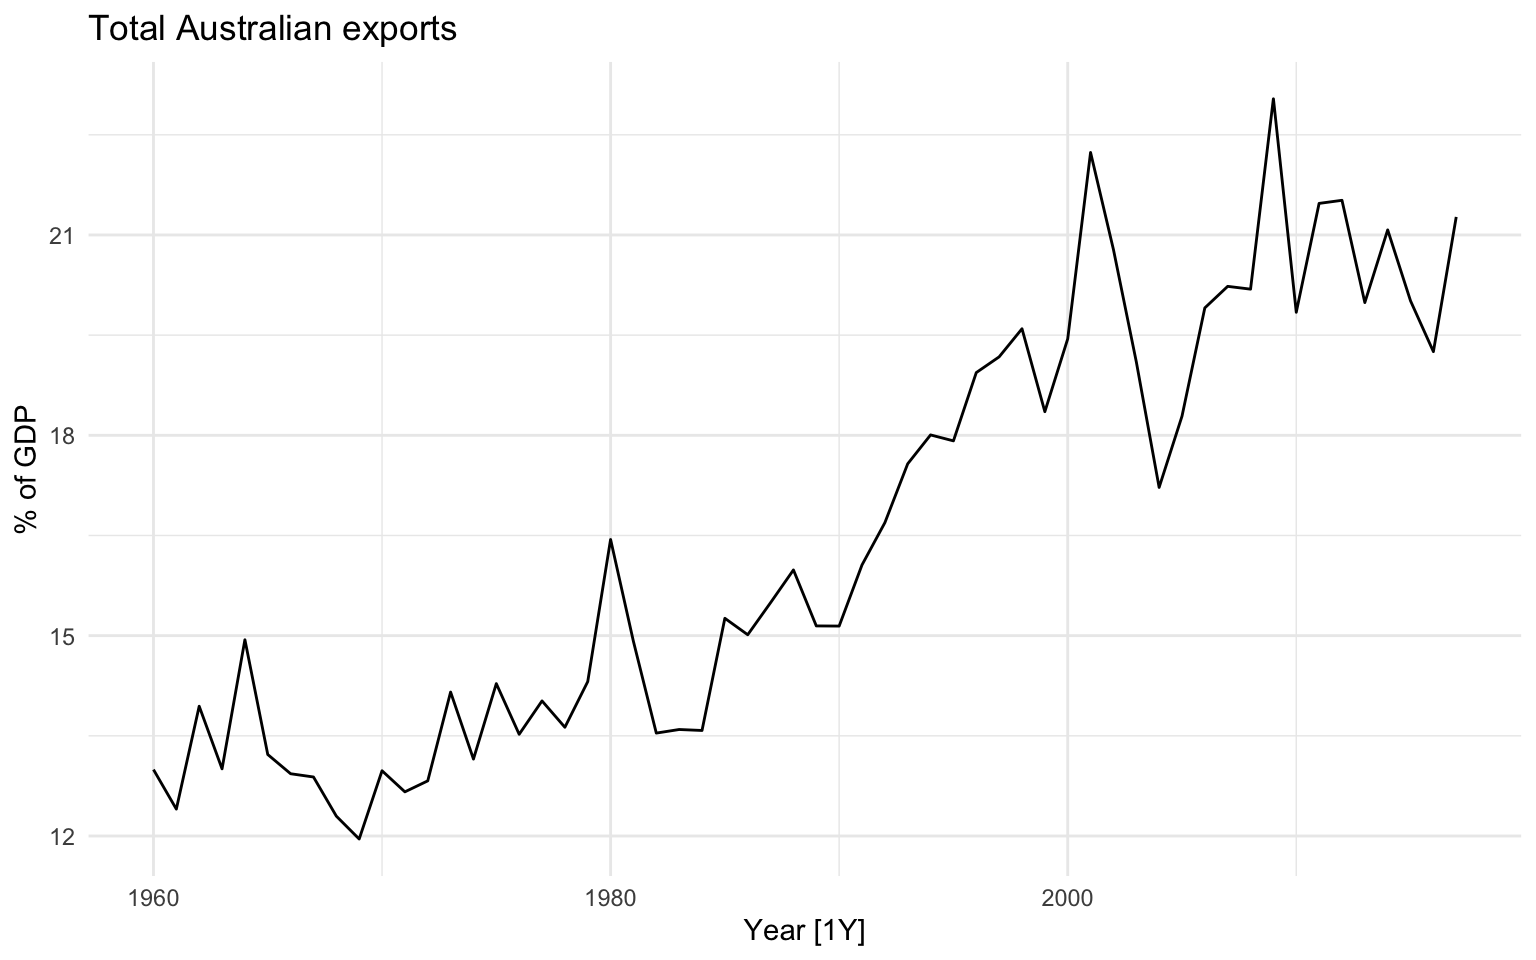 Total Australian exports
% of GDP
21
18
15
12
1960
1980
2000
Year [1Y]